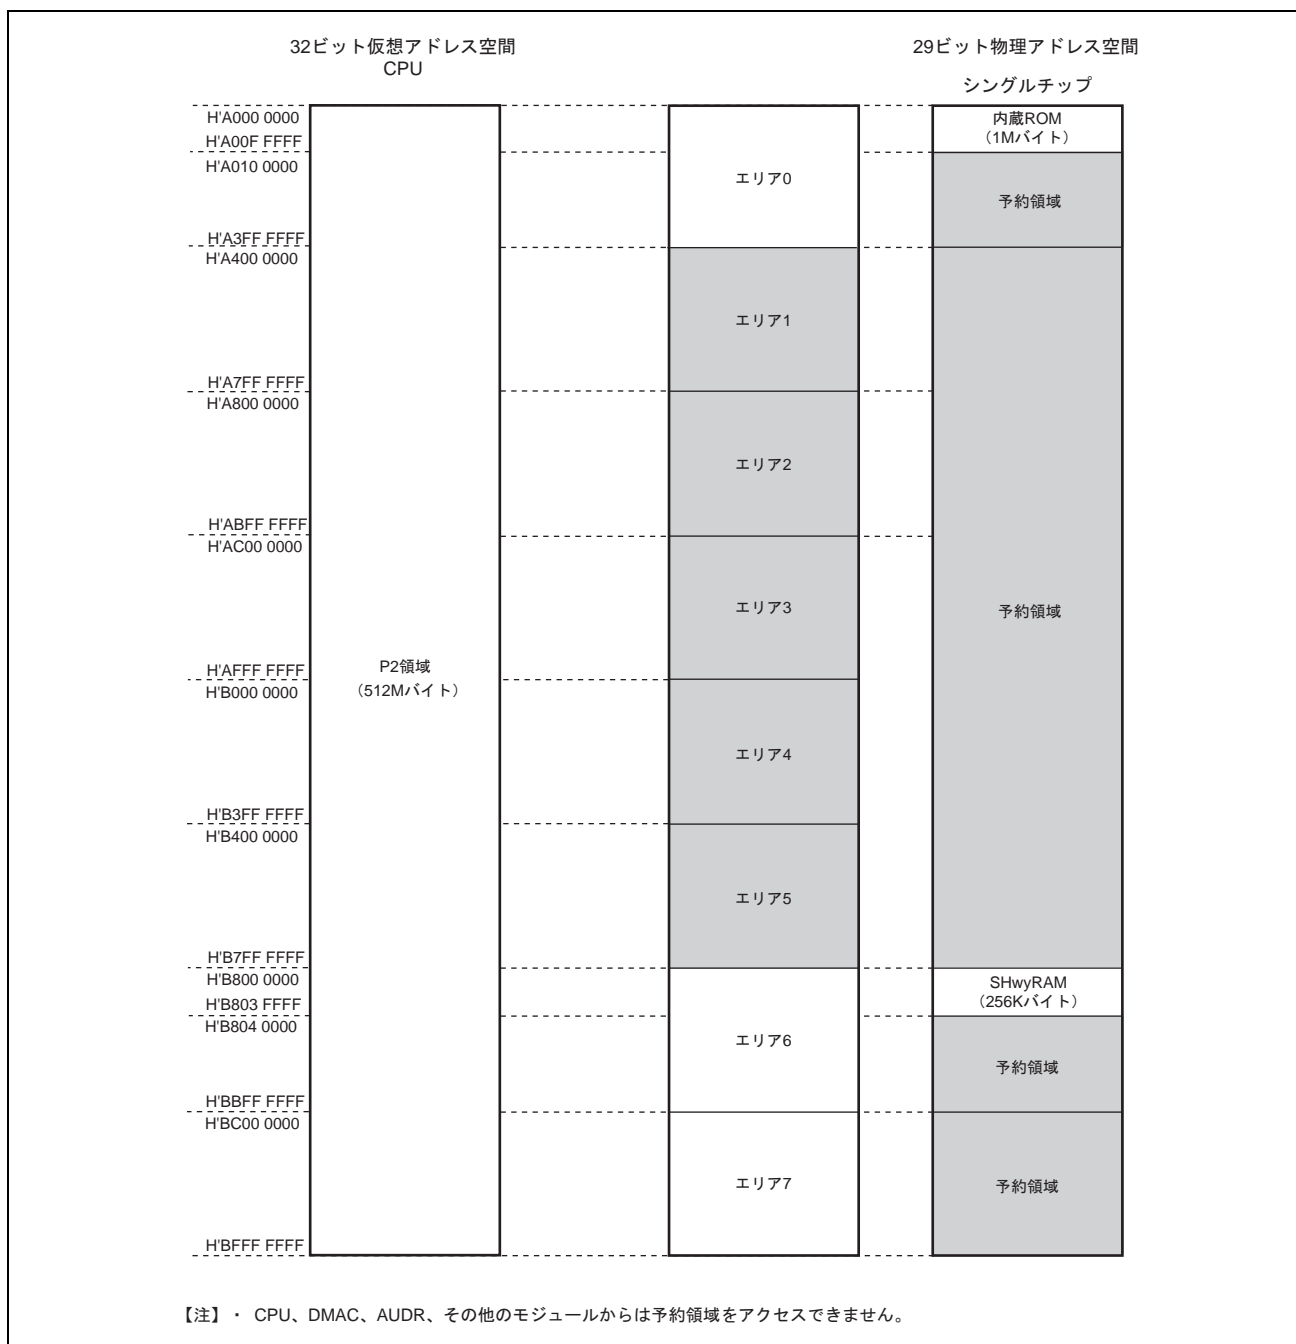 32ビット仮想アドレス空間
CPU
29ビット物理アドレス空間
シングルチップ
H'A000 0000
H'A00F FFFF
H'A010 0000
H'A3FF FFFF
H'A400 0000
H'A7FF FFFF
H'A800 0000
H'ABFF FFFF
H'AC00 0000
H'AFFF FFFF
H'B000 0000
H'B3FF FFFF
H'B400 0000
H'B7FF FFFF
H'B800 0000
H'B803 FFFF
H'B804 0000
H'BBFF FFFF
H'BC00 0000
H'BFFF FFFF
P2領域
（512Mバイト）
エリア0
エリア1
エリア2
エリア3
エリア4
エリア5
エリア6
エリア7
内蔵ROM
（1Mバイト）
予約領域
予約領域
SHwyRAM
（256Kバイト）
予約領域
予約領域
【注】・ CPU、DMAC、AUDR、その他のモジュールからは予約領域をアクセスできません。